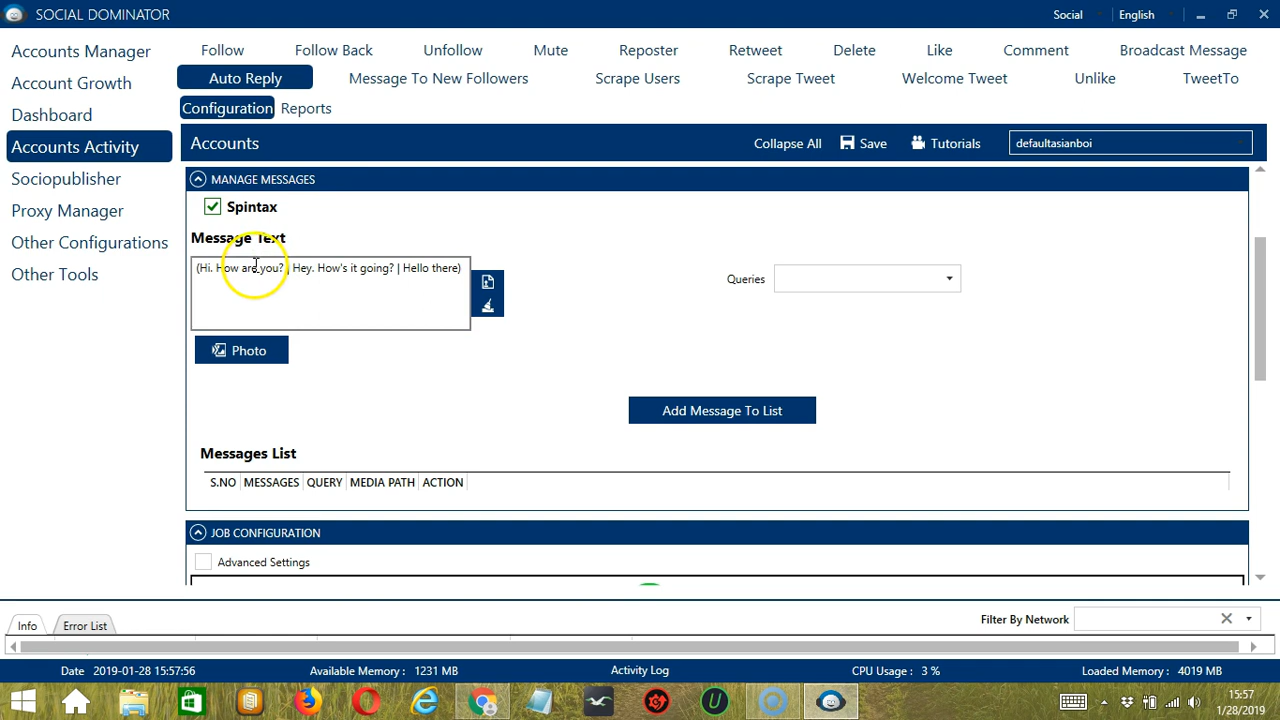 SOCIAL DOMINATOR
Social
English
Accounts Manager
Account Growth
Dashboard
Accounts Activity
Sociopublisher
Proxy Manager
Other Configurations
Other Tools
Follow
Follow Back
Unfollow
Mute
Reposter
Retweet
Delete
Like
Comment
Broadcast Message
Auto Reply
Message To New Followers
Scrape Users
Scrape Tweet
Welcome Tweet
Unlike
TweetTo
Configuration
Reports
Accounts
Collapse All
Save
Tutorials
defaultasianboi
MANAGE MESSAGES
Spintax
Message Text
(Hi. How are you? | Hey. How's it going? | Hello there)
Queries
Photo
Add Message To List
Messages List
S.NO MESSAGES QUERY MEDIA PATH ACTION
JOB CONFIGURATION
Advanced Settings
Info
Error List
Filter By Network
Date 2019-01-28 15:57:56
Available Memory : 1231 MB
Activity Log
CPU Usage : 3 %
Loaded Memory : 4019 MB
15:57
1/28/2019